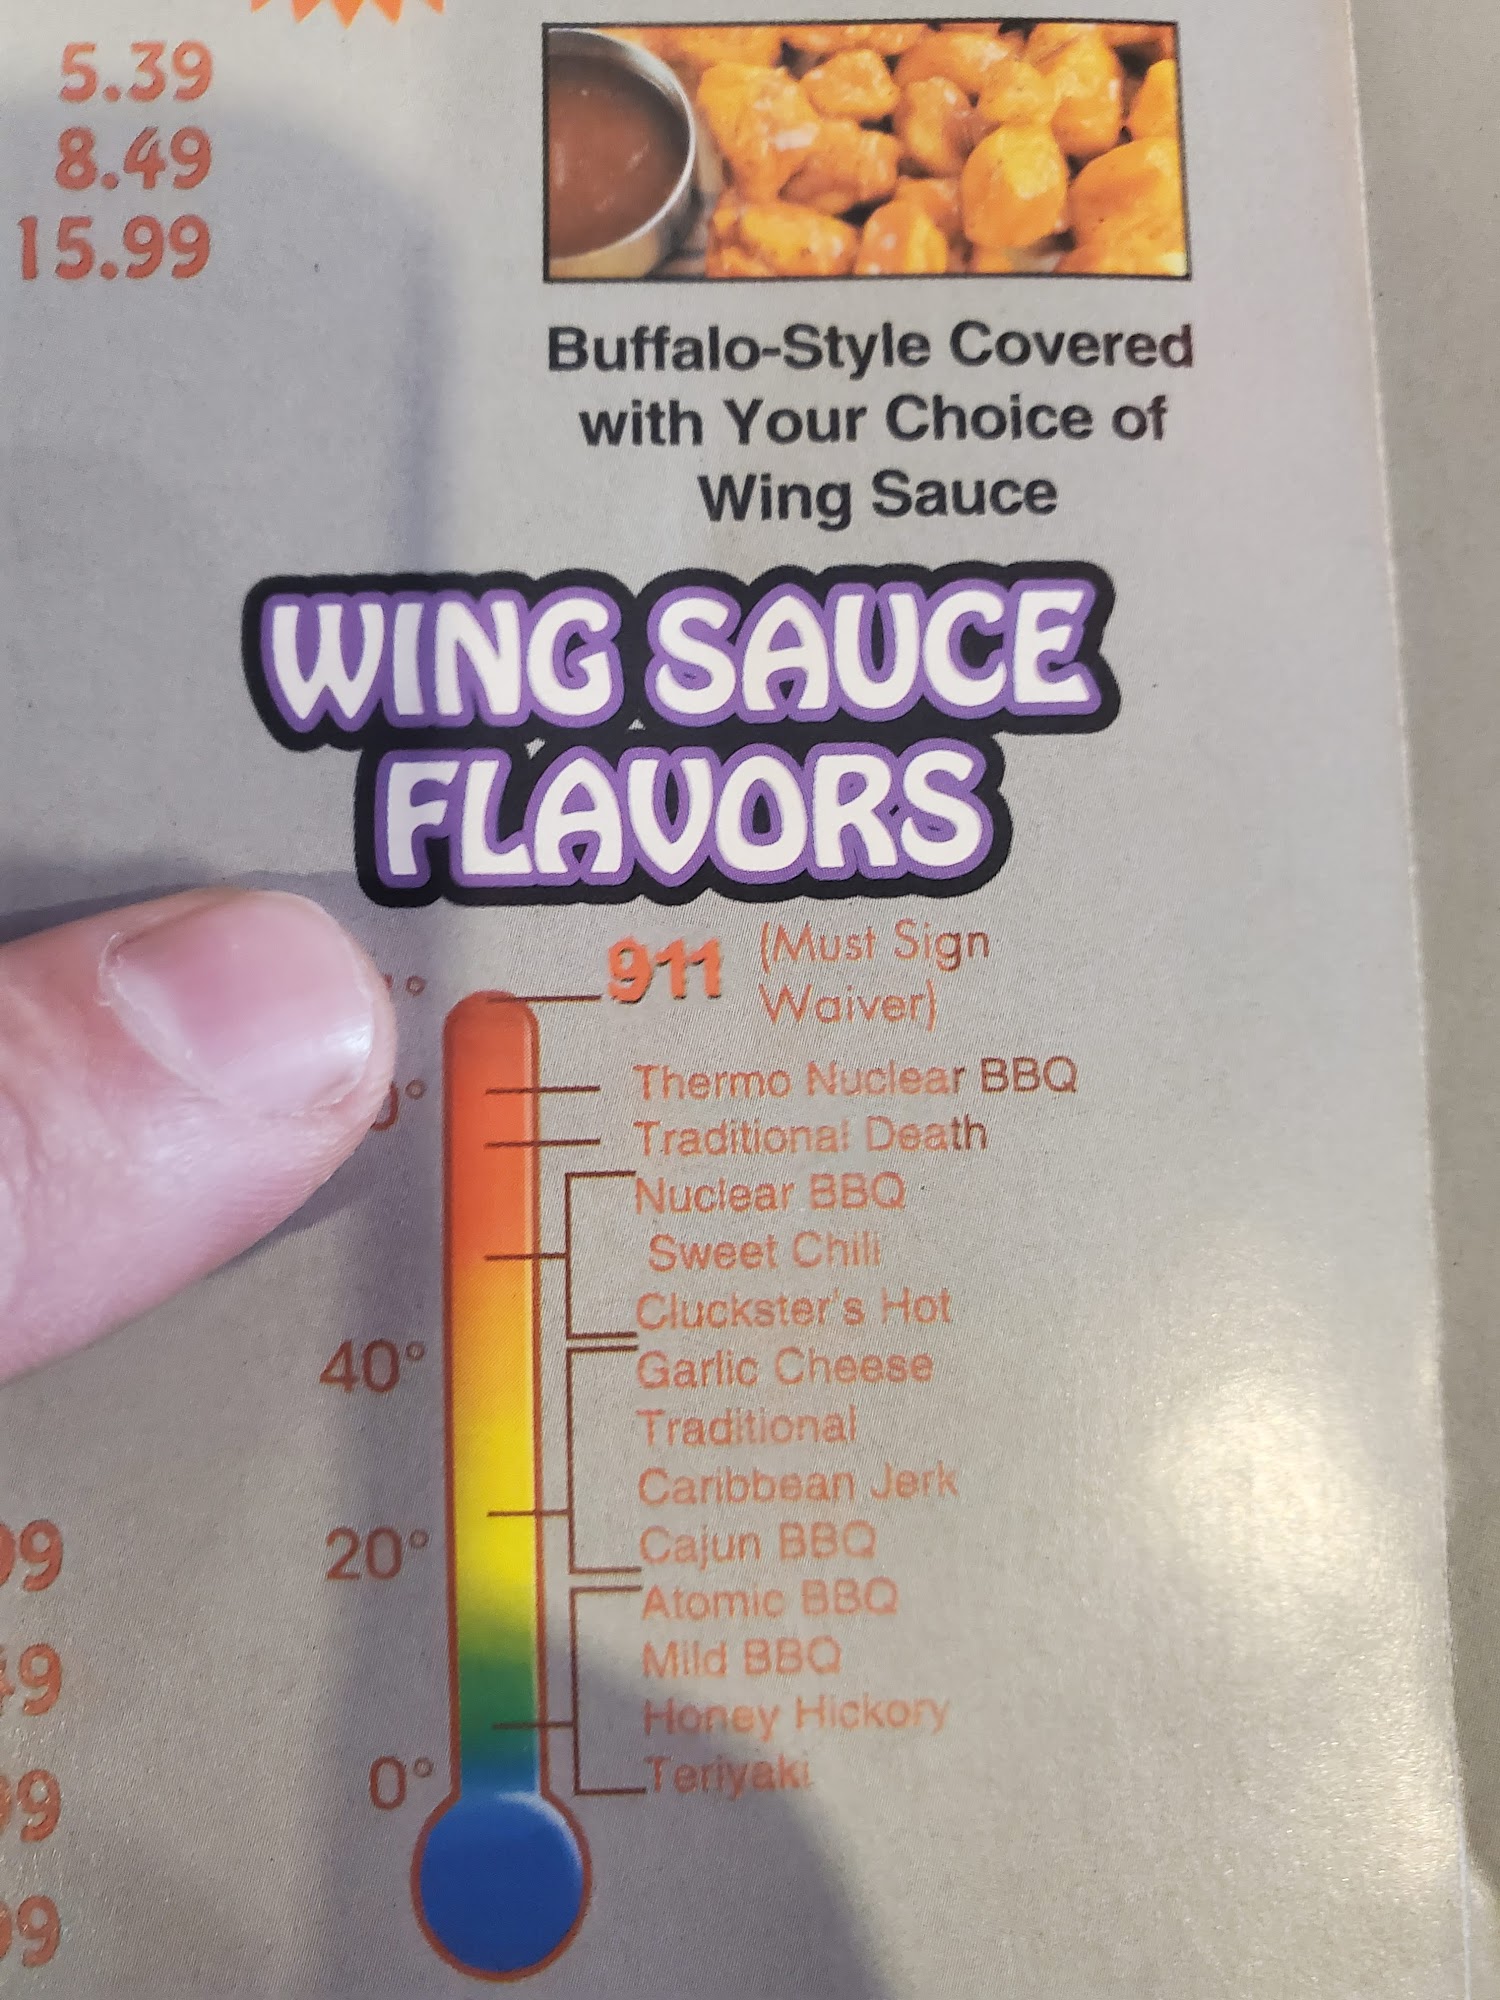 5.39
8.49
15.99
Buffalo-Style Covered
with Your Choice of
Wing Sauce
WING SAUCE
FLAVORS
911 (Must Sign
Waiver)
Thermo Nuclear BBQ
Traditional Death
Nuclear BBQ
Sweet Chili
Cluckster's Hot
40°
Garlic Cheese
Traditional
Caribbean Jerk
20°
Cajun BBQ
Atomic BBQ
Mild BBQ
Honey Hickory
0°
Teriyaki